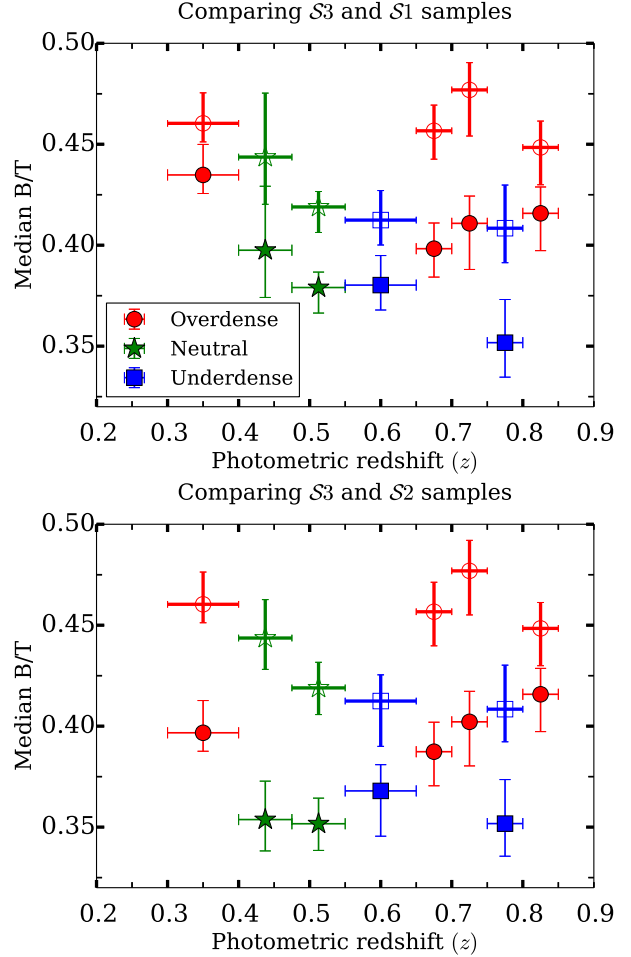 Comparing 𝒮3 and 𝒮1 samples
0.50
0.45
0.40
0.35
Median B/T
Overdense
Neutral
Underdense
0.2 0.3 0.4 0.5 0.6 0.7 0.8 0.9
Photometric redshift (z)
Comparing 𝒮3 and 𝒮2 samples
0.50
0.45
0.40
0.35
Median B/T
0.2 0.3 0.4 0.5 0.6 0.7 0.8 0.9
Photometric redshift (z)